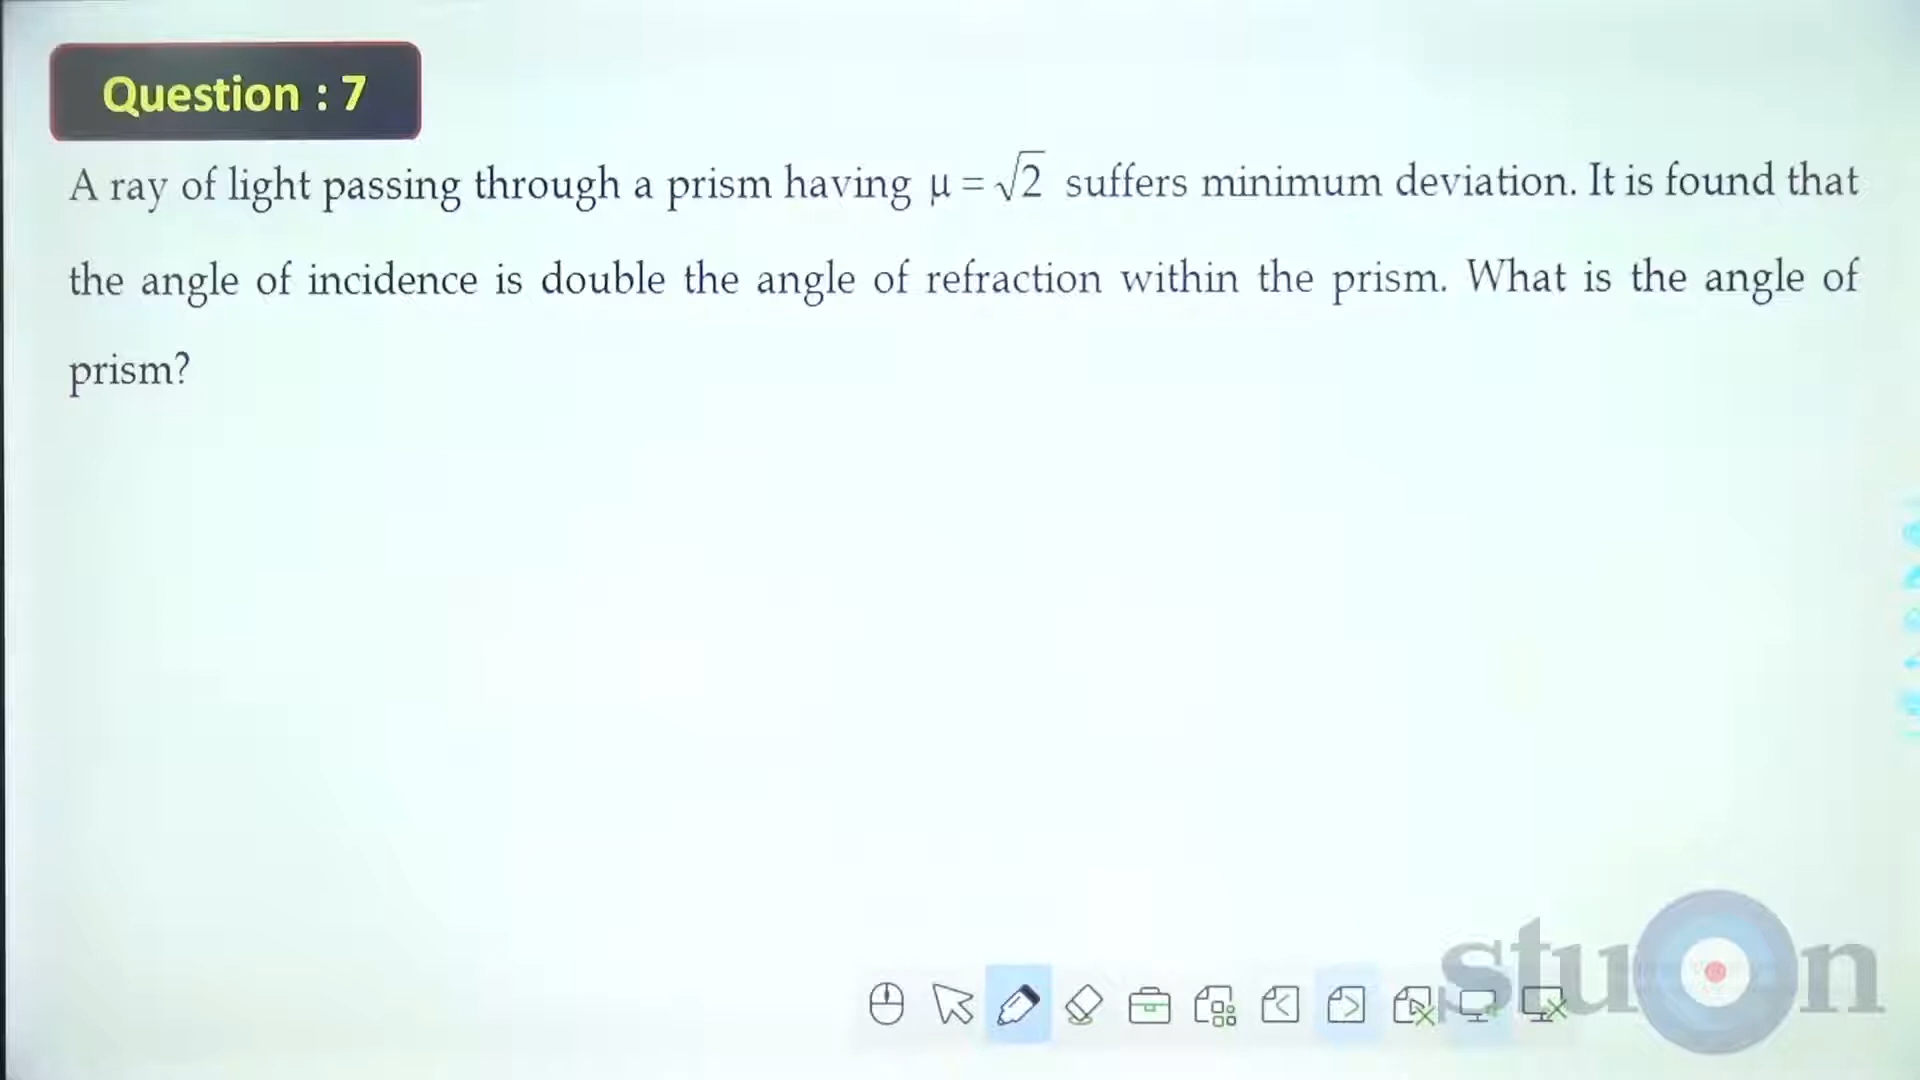 Question : 7
A ray of light passing through a prism having μ = √2 suffers minimum deviation. It is found that
the angle of incidence is double the angle of refraction within the prism. What is the angle of
prism?
stuon